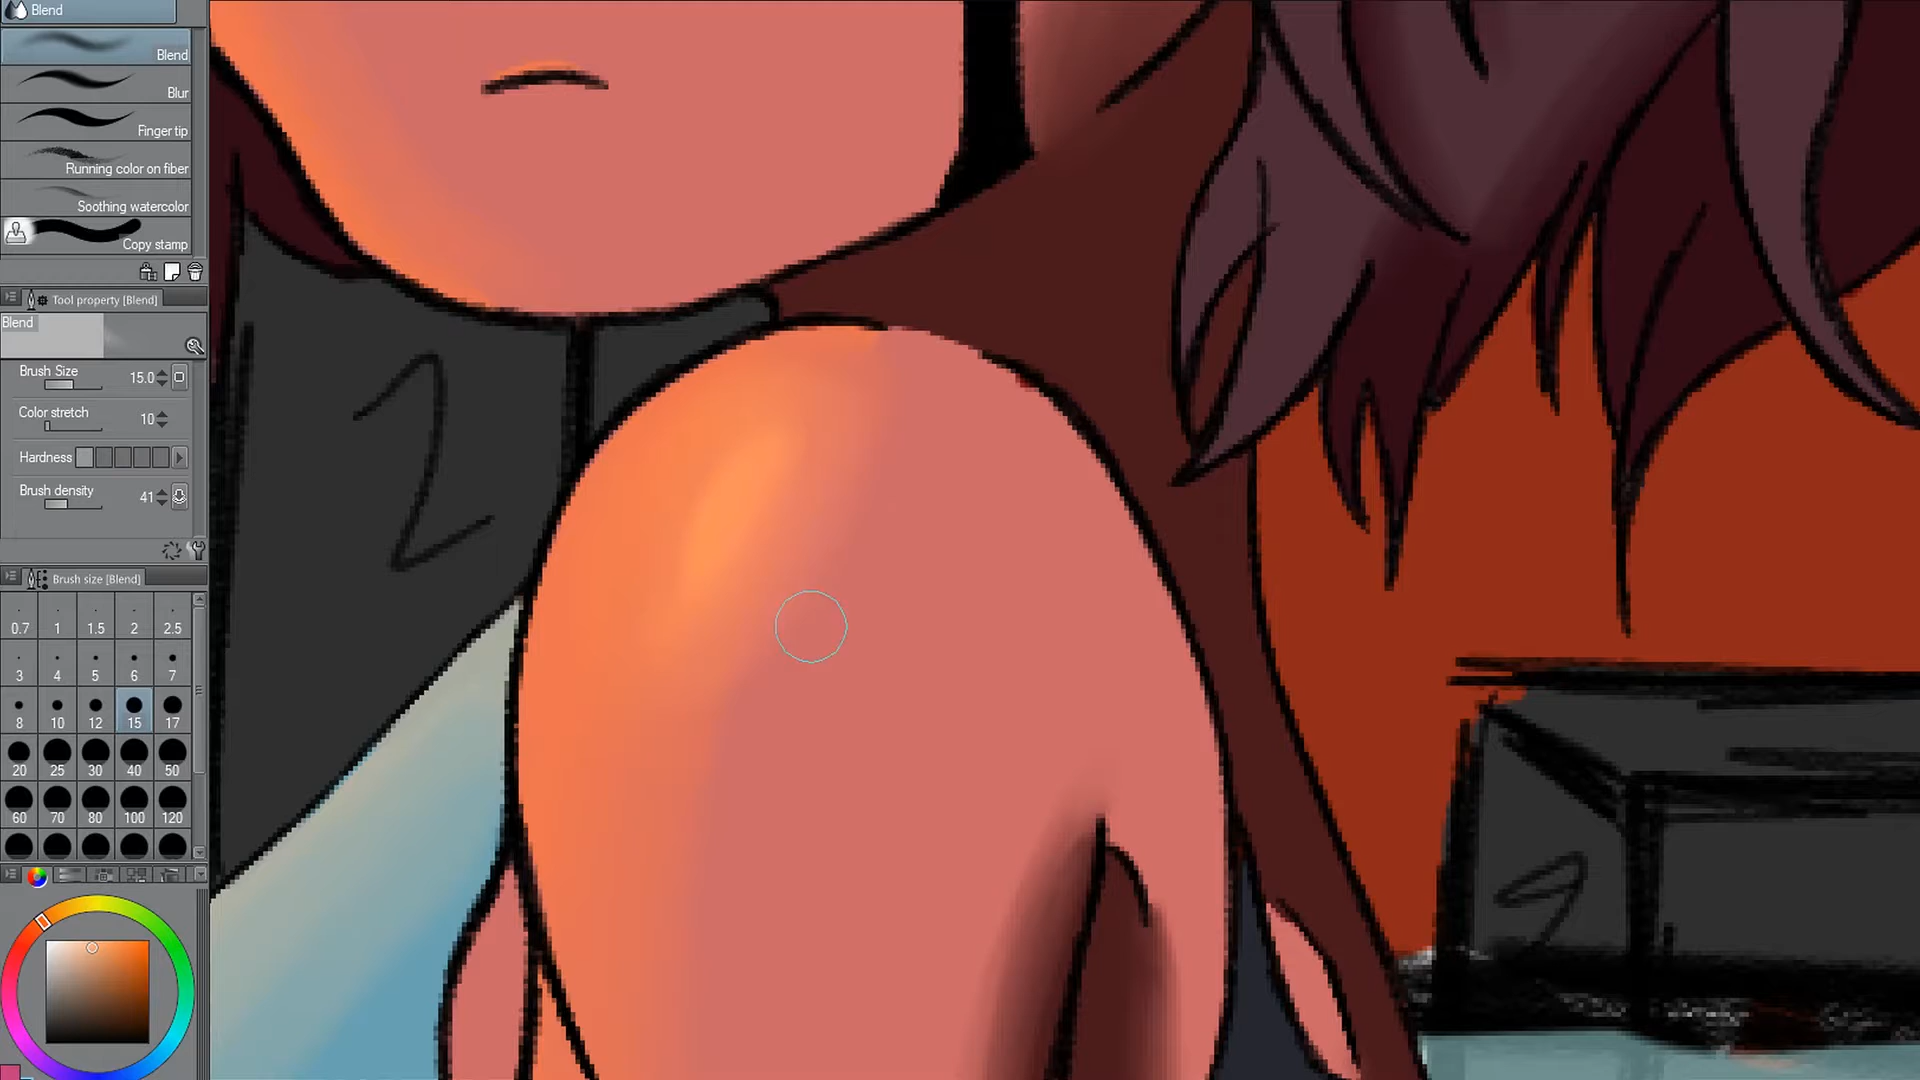 Blend
Blend
Blur
Finger tip
Running color on fiber
Soothing watercolor
Copy stamp
Tool property [Blend]
Blend
Brush Size 15.0
Color stretch 10
Hardness
Brush density 41
Brush size [Blend]
0.7 1 1.5 2 2.5
3 4 5 6 7
8 10 12 15 17
20 25 30 40 50
60 70 80 100 120
2